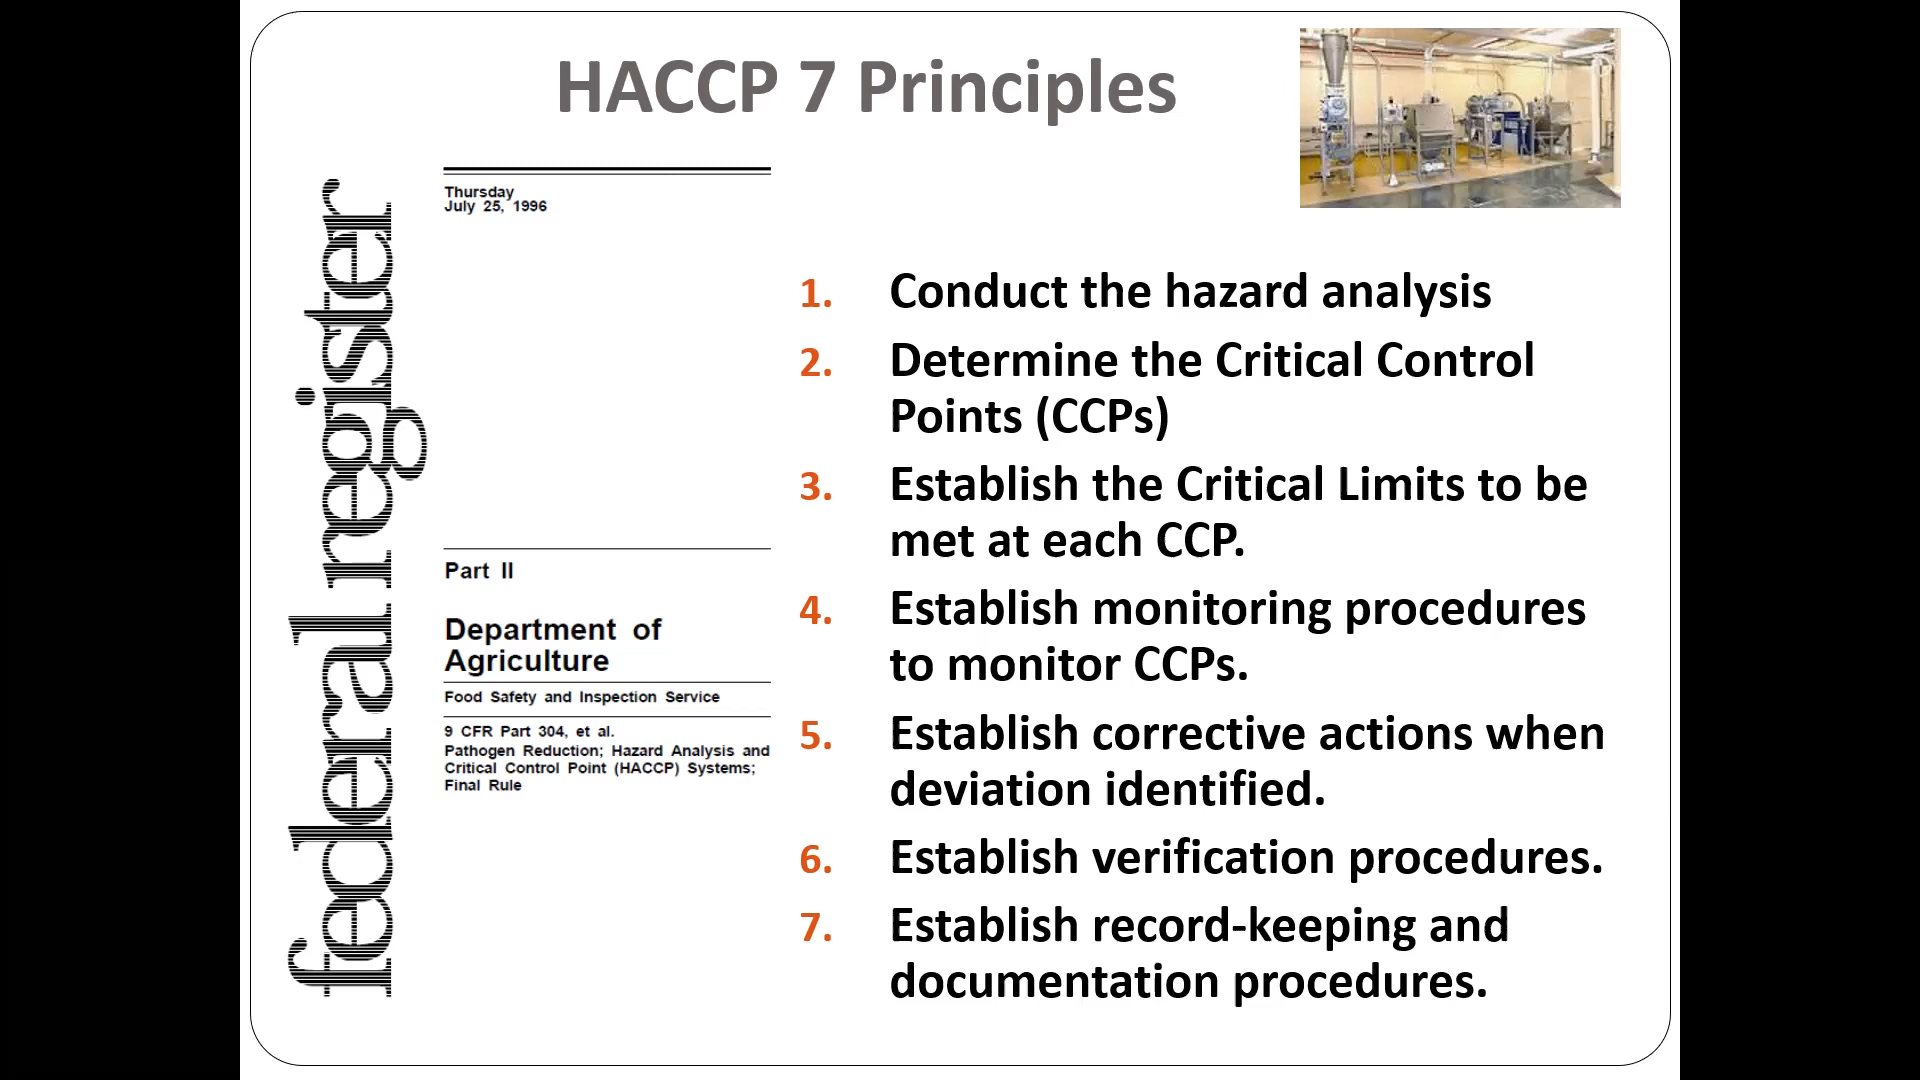 HACCP 7 Principles
federal register
Thursday
July 25, 1996
Part II
Department of
Agriculture
Food Safety and Inspection Service
9 CFR Part 304, et al.
Pathogen Reduction; Hazard Analysis and
Critical Control Point (HACCP) Systems;
Final Rule
1. Conduct the hazard analysis
2. Determine the Critical Control
Points (CCPs)
3. Establish the Critical Limits to be
met at each CCP.
4. Establish monitoring procedures
to monitor CCPs.
5. Establish corrective actions when
deviation identified.
6. Establish verification procedures.
7. Establish record-keeping and
documentation procedures.